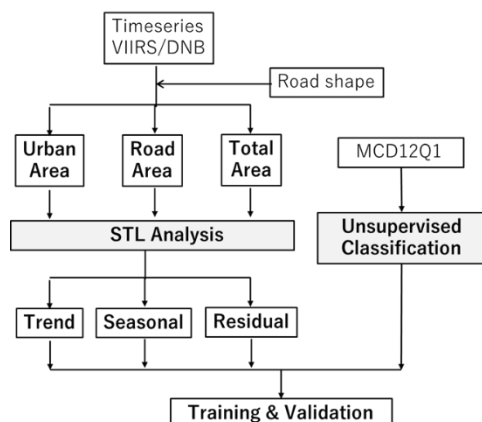 Timeseries
VIIRS/DNB
Road shape
Urban
Area
Road
Area
Total
Area
MCD12Q1
STL Analysis
Unsupervised
Classification
Trend
Seasonal
Residual
Training & Validation